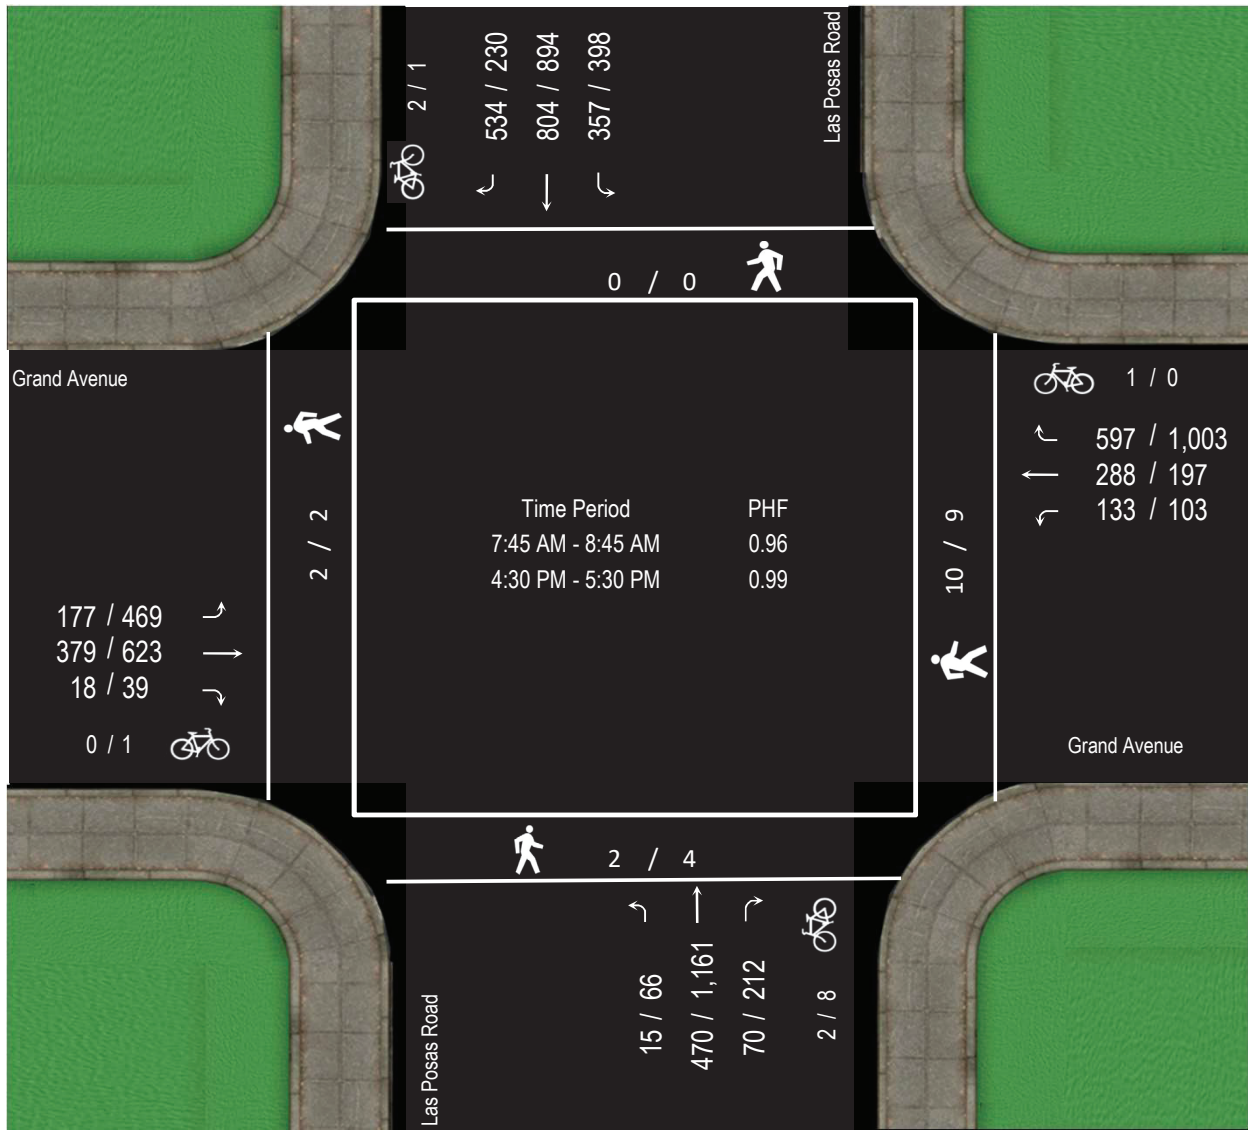 2 / 1
534 / 230
804 / 894
357 / 398
Las Posas Road
0 / 0
Grand Avenue
1 / 0
597 / 1,003
288 / 197
133 / 103
2 / 2
Time Period PHF
7:45 AM - 8:45 AM 0.96
4:30 PM - 5:30 PM 0.99
10 / 9
177 / 469
379 / 623
18 / 39
0 / 1
Grand Avenue
2 / 4
Las Posas Road
15 / 66
470 / 1,161
70 / 212
2 / 8